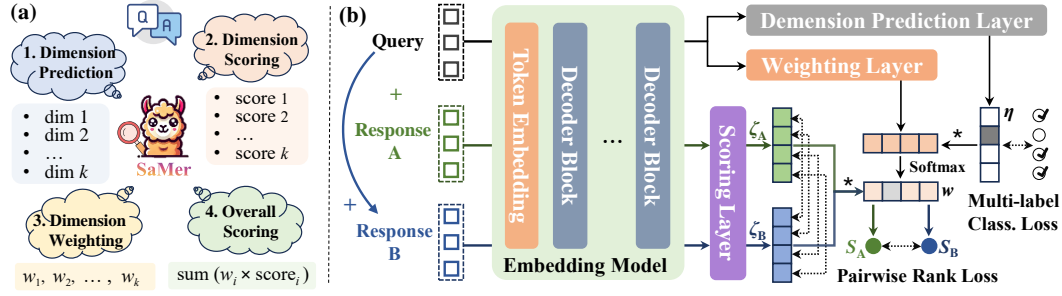 (a)
Q
A
1. Dimension
Prediction
2. Dimension
Scoring
• dim 1
• dim 2
• …
• dim k
• score 1
• score 2
• …
• score k
SaMer
3. Dimension
Weighting
4. Overall
Scoring
w1, w2, … , wk
sum (wi × scorei)
(b)
Query
+
Response
A
+
Response
B
Token Embedding
Decoder Block
...
Decoder Block
Embedding Model
Demension Prediction Layer
Weighting Layer
Scoring Layer
ζA
ζB
*
η
*
Softmax
w
Multi-label
Class. Loss
SA
SB
Pairwise Rank Loss